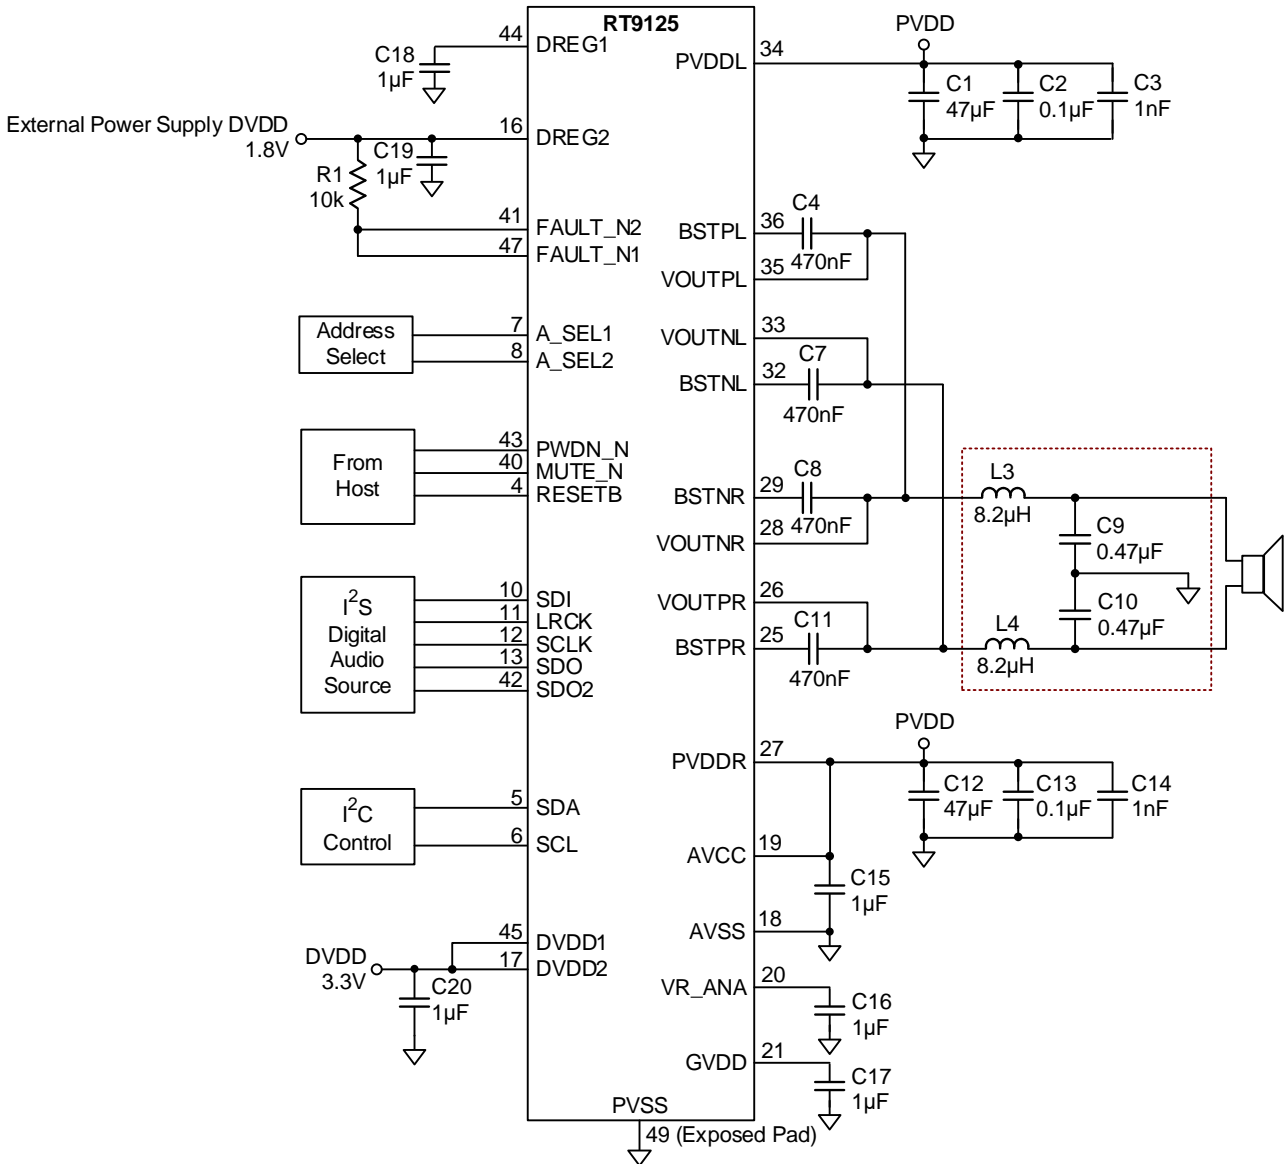 RT9125
44
DREG1
C18
1µF
External Power Supply DVDD
1.8V
16
DREG2
C19
1µF
R1
10k
41
FAULT_N2
47
FAULT_N1
Address
Select
7
A_SEL1
8
A_SEL2
From
Host
43
PWDN_N
40
MUTE_N
4
RESETB
I²S
Digital
Audio
Source
10
SDI
11
LRCK
12
SCLK
13
SDO
42
SDO2
I²C
Control
5
SDA
6
SCL
DVDD
3.3V
45
DVDD1
17
DVDD2
C20
1µF
PVSS
49 (Exposed Pad)
PVDD
PVDDL
34
C1
47µF
C2
0.1µF
C3
1nF
BSTPL
36
C4
470nF
VOUTPL
35
VOUTNL
33
BSTNL
32
C7
470nF
BSTNR
29
C8
470nF
VOUTNR
28
VOUTPR
26
BSTPR
25
C11
470nF
L3
8.2µH
C9
0.47µF
C10
0.47µF
L4
8.2µH
PVDD
PVDDR
27
C12
47µF
C13
0.1µF
C14
1nF
AVCC
19
C15
1µF
AVSS
18
VR_ANA
20
C16
1µF
GVDD
21
C17
1µF